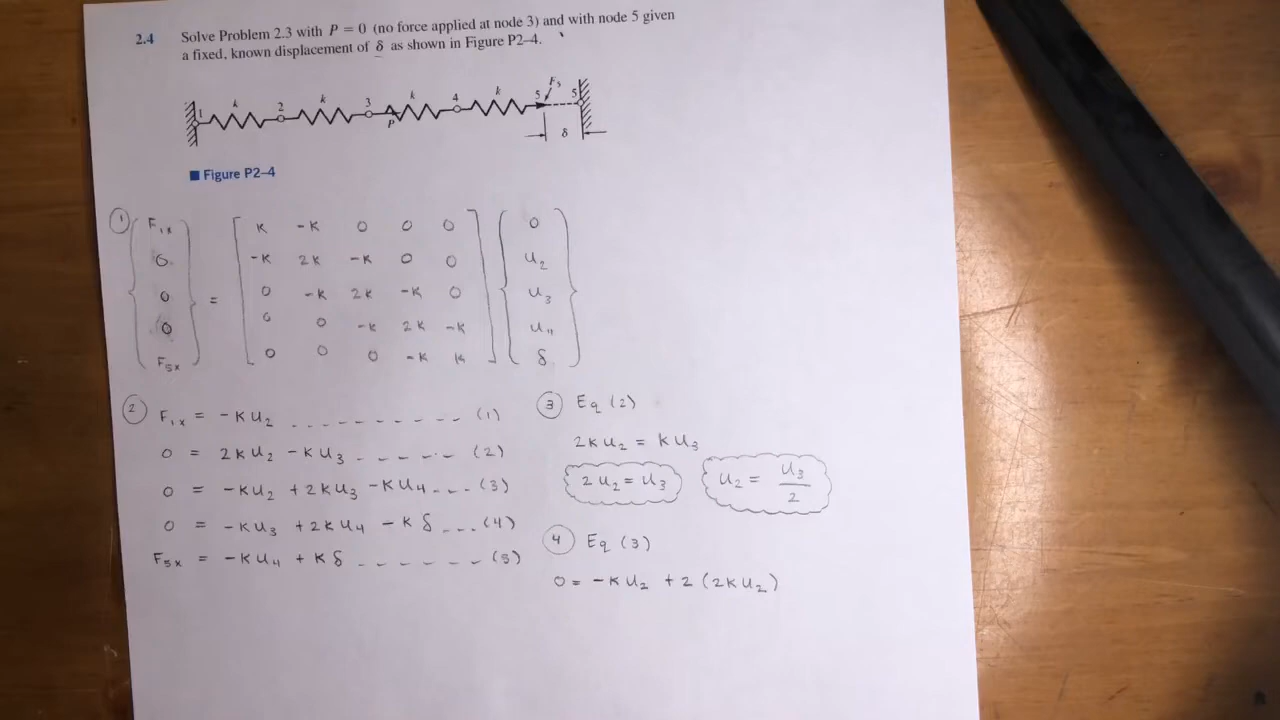 2.4 Solve Problem 2.3 with P = 0 (no force applied at node 3) and with node 5 given
a fixed, known displacement of δ as shown in Figure P2–4.
1 k 2 k 3 k 4 k 5 F5 5
P
δ
■ Figure P2–4
① { F1x } = [ K -K 0 0 0 ] { 0 }
0 -K 2K -K 0 0 U2
0 0 -K 2K -K 0 U3
0 0 0 -K 2K -K U4
F5x 0 0 0 -K K δ
② F1x = -KU2 - - - - - - - - - (1)
0 = 2KU2 - KU3 - - - - - - (2)
0 = -KU2 + 2KU3 - KU4 - - - (3)
0 = -KU3 + 2KU4 - Kδ - - - (4)
F5x = -KU4 + Kδ - - - - - - - (5)
③ Eq (2)
2KU2 = KU3
2U2 = U3 U2 = U3/2
④ Eq (3)
0 = -KU2 + 2(2KU2)